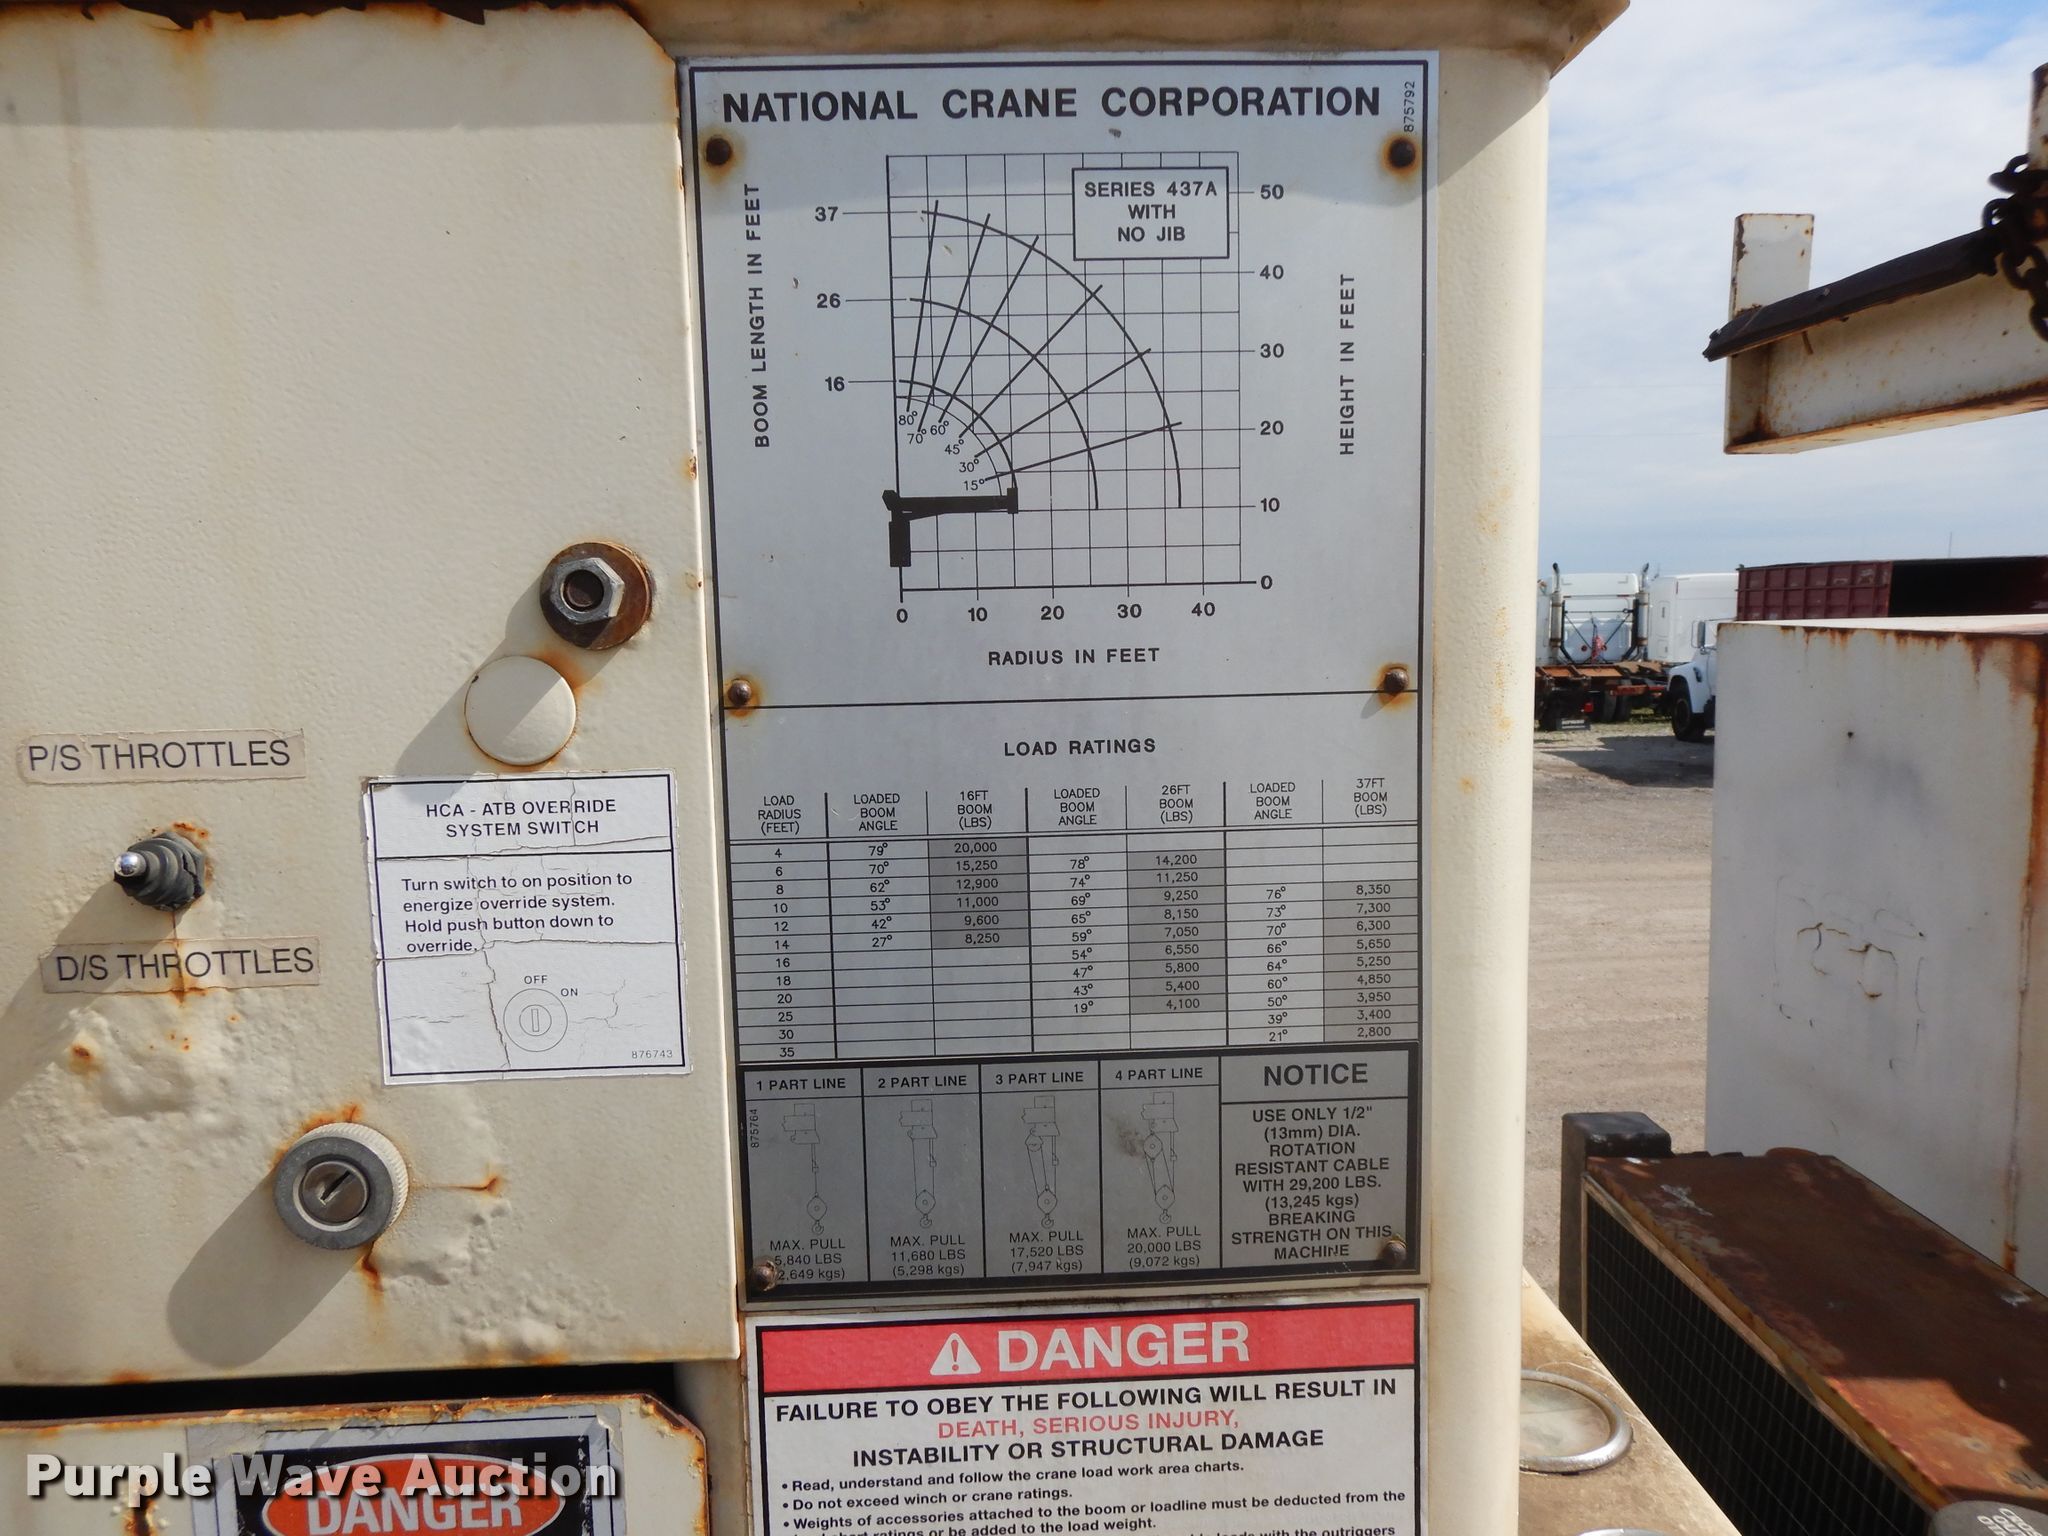 NATIONAL CRANE CORPORATION
875792
SERIES 437A
WITH
NO JIB
BOOM LENGTH IN FEET
37
26
16
80°
70°
60°
45°
30°
15°
50
40
30
20
10
0
HEIGHT IN FEET
0 10 20 30 40
RADIUS IN FEET
LOAD RATINGS
LOAD RADIUS (FEET) LOADED BOOM ANGLE 16FT BOOM (LBS) LOADED BOOM ANGLE 26FT BOOM (LBS) LOADED BOOM ANGLE 37FT BOOM (LBS)
4 79° 20,000
6 70° 15,250 78° 14,200
8 62° 12,900 74° 11,250
10 53° 11,000 69° 9,250 76° 8,350
12 42° 9,600 65° 8,150 73° 7,300
14 27° 8,250 59° 7,050 70° 6,300
16 54° 6,550 66° 5,650
18 47° 5,800 64° 5,250
20 43° 5,400 60° 4,850
25 19° 4,100 50° 3,950
30 39° 3,400
35 21° 2,800
875764
1 PART LINE
MAX. PULL
5,840 LBS
2,649 kgs)
2 PART LINE
MAX. PULL
11,680 LBS
(5,298 kgs)
3 PART LINE
MAX. PULL
17,520 LBS
(7,947 kgs)
4 PART LINE
MAX. PULL
20,000 LBS
(9,072 kgs)
NOTICE
USE ONLY 1/2"
(13mm) DIA.
ROTATION
RESISTANT CABLE
WITH 29,200 LBS.
(13,245 kgs)
BREAKING
STRENGTH ON THIS
MACHINE
DANGER
FAILURE TO OBEY THE FOLLOWING WILL RESULT IN
DEATH, SERIOUS INJURY,
INSTABILITY OR STRUCTURAL DAMAGE
• Read, understand and follow the crane load work area charts.
• Do not exceed winch or crane ratings.
• Weights of accessories attached to the boom or loadline must be deducted from the
load chart ratings or be added to the load weight.
loads with the outriggers
P/S THROTTLES
D/S THROTTLES
HCA - ATB OVERRIDE
SYSTEM SWITCH
Turn switch to on position to
energize override system.
Hold push button down to
override.
OFF
ON
876743
DANGER
Purple Wave Auction